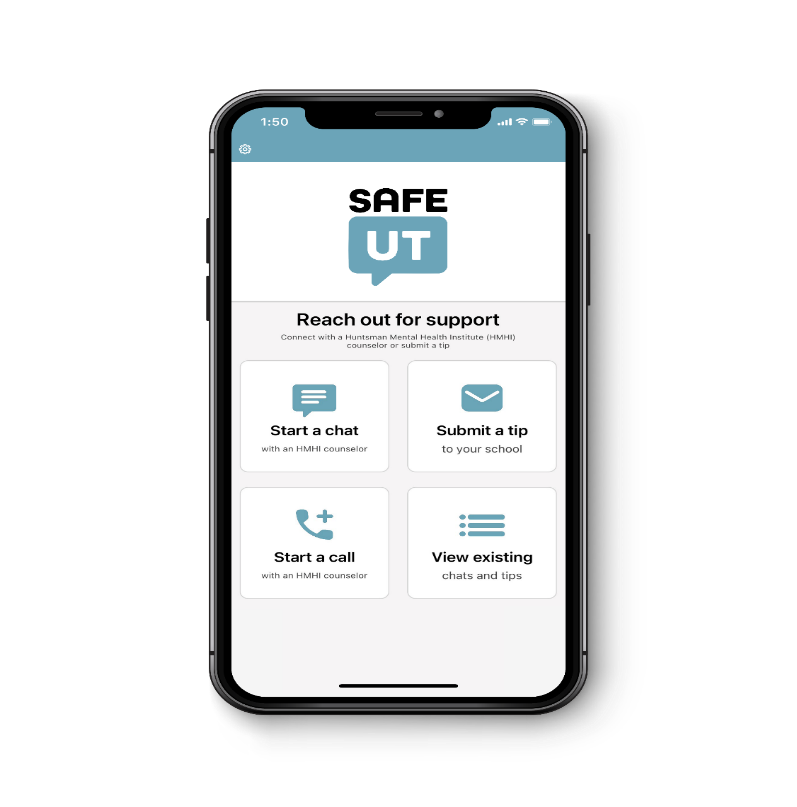 1:50
SAFE
UT
Reach out for support
Connect with a Huntsman Mental Health Institute (HMHI)
counselor or submit a tip
Start a chat
with an HMHI counselor
Submit a tip
to your school
Start a call
with an HMHI counselor
View existing
chats and tips